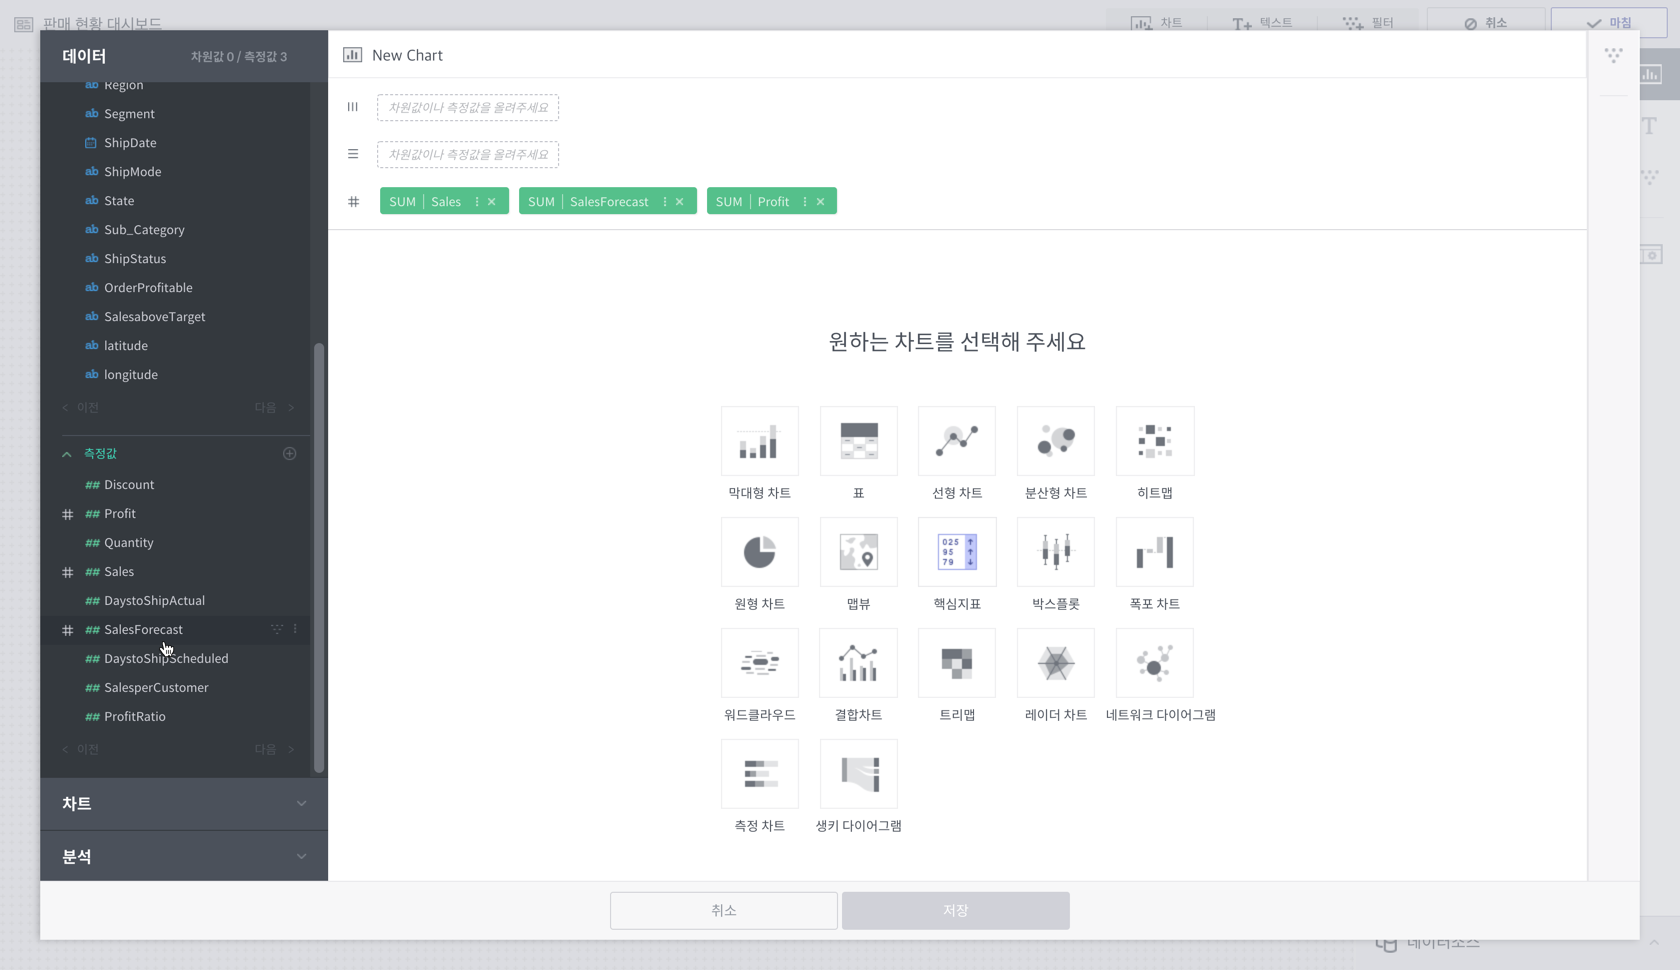 판매 현황 대시보드
차트
T+ 텍스트
필터
취소
마침
데이터
차원값 0 / 측정값 3
New Chart
ab Region
ab Segment
ShipDate
ab ShipMode
ab State
ab Sub_Category
ab ShipStatus
ab OrderProfitable
ab SalesaboveTarget
ab latitude
ab longitude
< 이전
다음 >
측정값
## Discount
# ## Profit
## Quantity
# ## Sales
## DaystoShipActual
# ## SalesForecast
## DaystoShipScheduled
## SalesperCustomer
## ProfitRatio
< 이전
다음 >
차트
분석
차원값이나 측정값을 올려주세요
차원값이나 측정값을 올려주세요
# SUM | Sales
SUM | SalesForecast
SUM | Profit
원하는 차트를 선택해 주세요
막대형 차트
표
선형 차트
분산형 차트
히트맵
025
95
79
원형 차트
맵뷰
핵심지표
박스플롯
폭포 차트
워드클라우드
결합차트
트리맵
레이더 차트
네트워크 다이어그램
측정 차트
생키 다이어그램
취소
저장
T
데이터소스